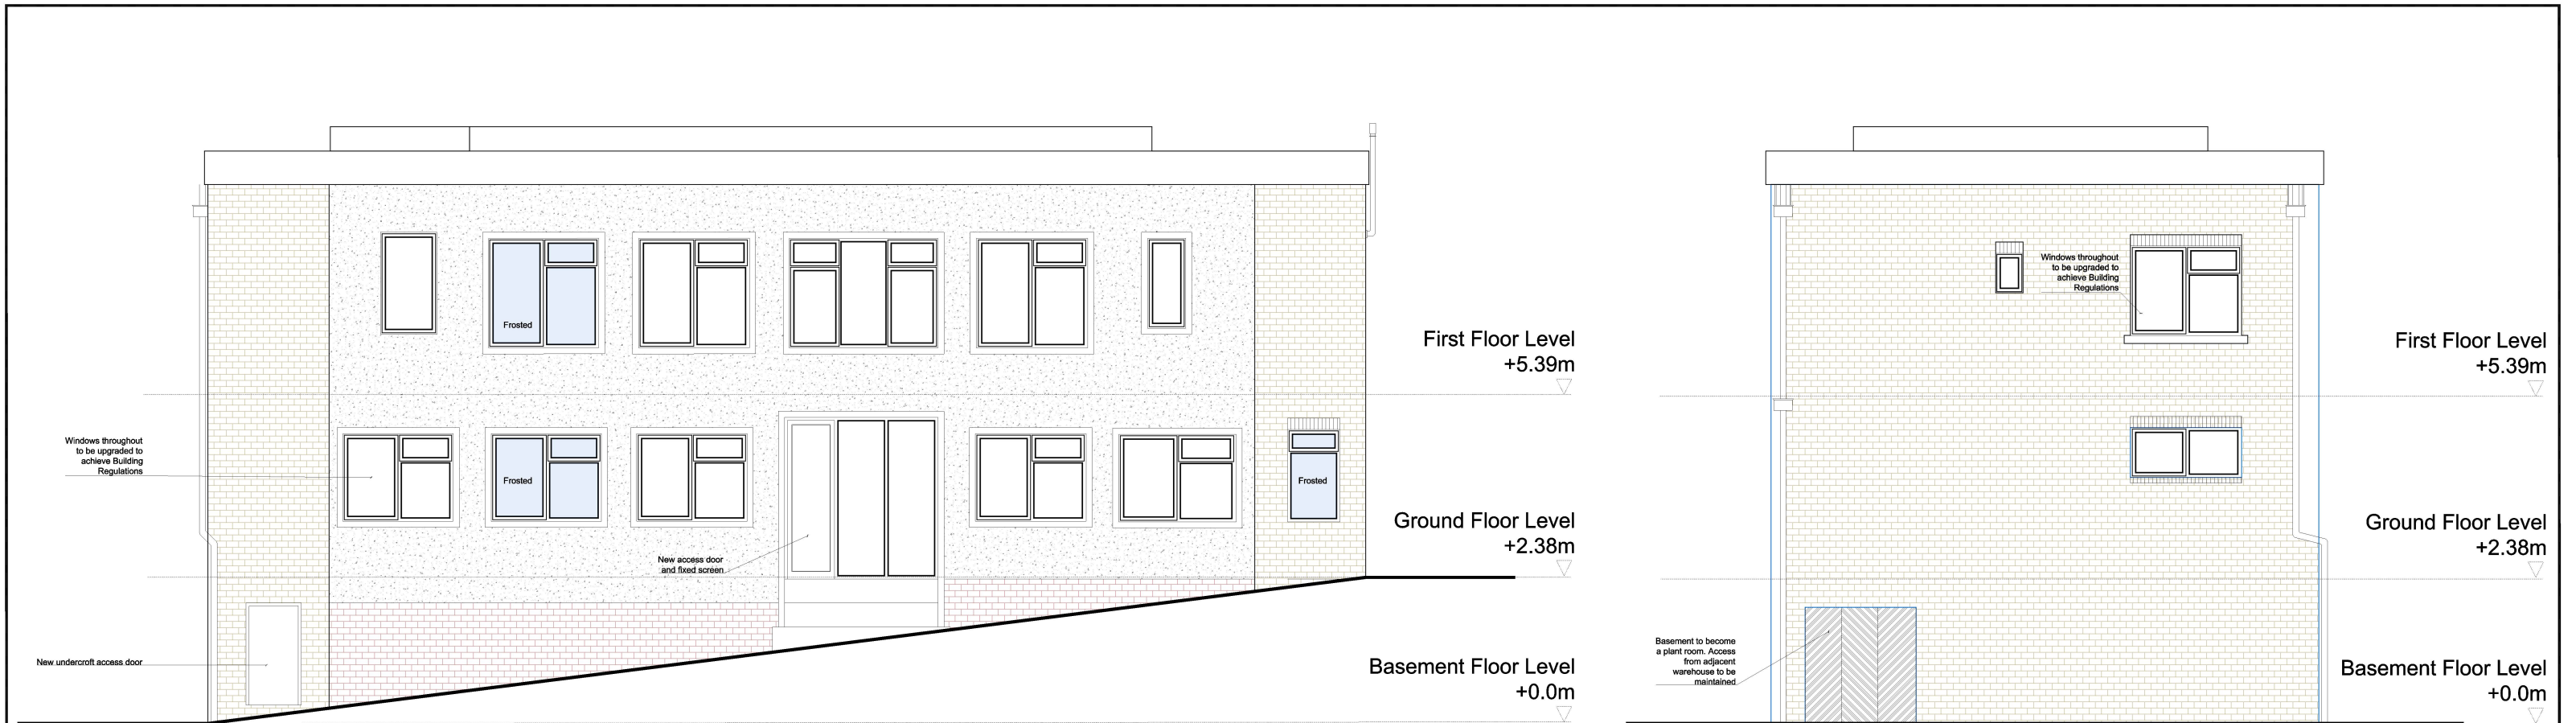 Frosted
First Floor Level
+5.39m
Windows throughout
to be upgraded to
achieve Building
Regulations
Frosted
Frosted
New access door
and fixed screen
Ground Floor Level
+2.38m
New undercroft access door
Basement Floor Level
+0.0m
Windows throughout
to be upgraded to
achieve Building
Regulations
First Floor Level
+5.39m
Ground Floor Level
+2.38m
Basement to become
a plant room. Access
from adjacent
warehouse to be
maintained
Basement Floor Level
+0.0m